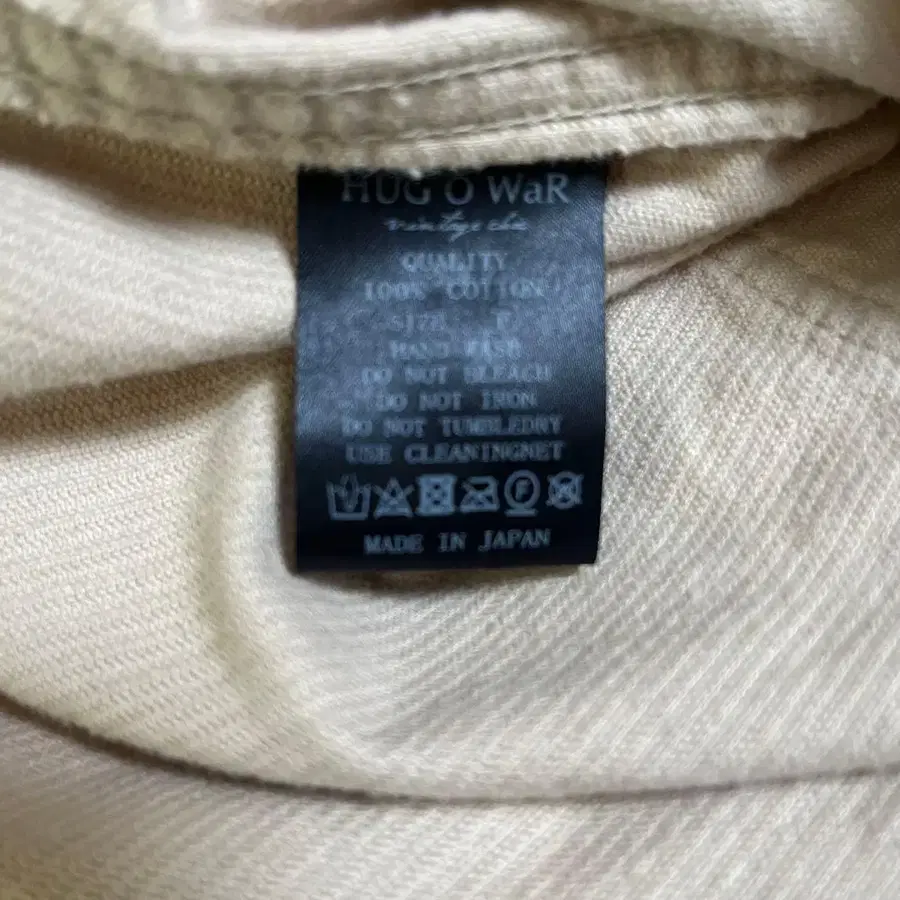 HUG O WaR
vintage chic
QUALITY
100% COTTON
SIZE F
HAND WASH
DO NOT BLEACH
DO NOT IRON
DO NOT TUMBLEDRY
USE CLEANINGNET
F
MADE IN JAPAN